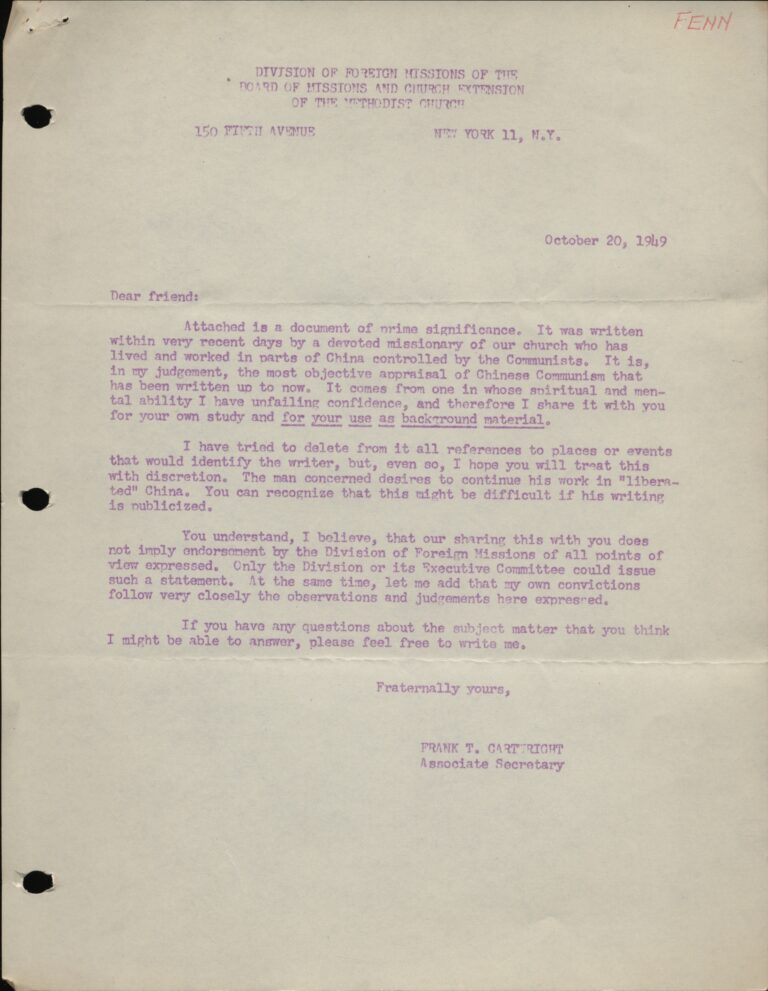 FENN
DIVISION OF FOREIGN MISSIONS OF THE
BOARD OF MISSIONS AND CHURCH EXTENSION
OF THE METHODIST CHURCH
150 FIFTH AVENUE NEW YORK 11, N.Y.
October 20, 1949
Dear friend:
Attached is a document of prime significance. It was written
within very recent days by a devoted missionary of our church who has
lived and worked in parts of China controlled by the Communists. It is,
in my judgement, the most objective appraisal of Chinese Communism that
has been written up to now. It comes from one in whose spiritual and men-
tal ability I have unfailing confidence, and therefore I share it with you
for your own study and for your use as background material.
I have tried to delete from it all references to places or events
that would identify the writer, but, even so, I hope you will treat this
with discretion. The man concerned desires to continue his work in "libera-
ted" China. You can recognize that this might be difficult if his writing
is publicized.
You understand, I believe, that our sharing this with you does
not imply endorsement by the Division of Foreign Missions of all points of
view expressed. Only the Division or its Executive Committee could issue
such a statement. At the same time, let me add that my own convictions
follow very closely the observations and judgements here expressed.
If you have any questions about the subject matter that you think
I might be able to answer, please feel free to write me.
Fraternally yours,
FRANK T. CARTWRIGHT
Associate Secretary